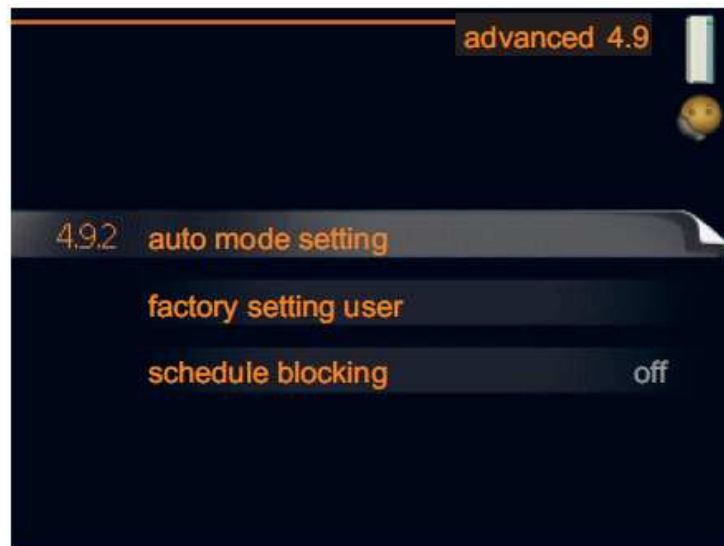 advanced 4.9
4.9.2 auto mode setting
factory setting user
schedule blocking off